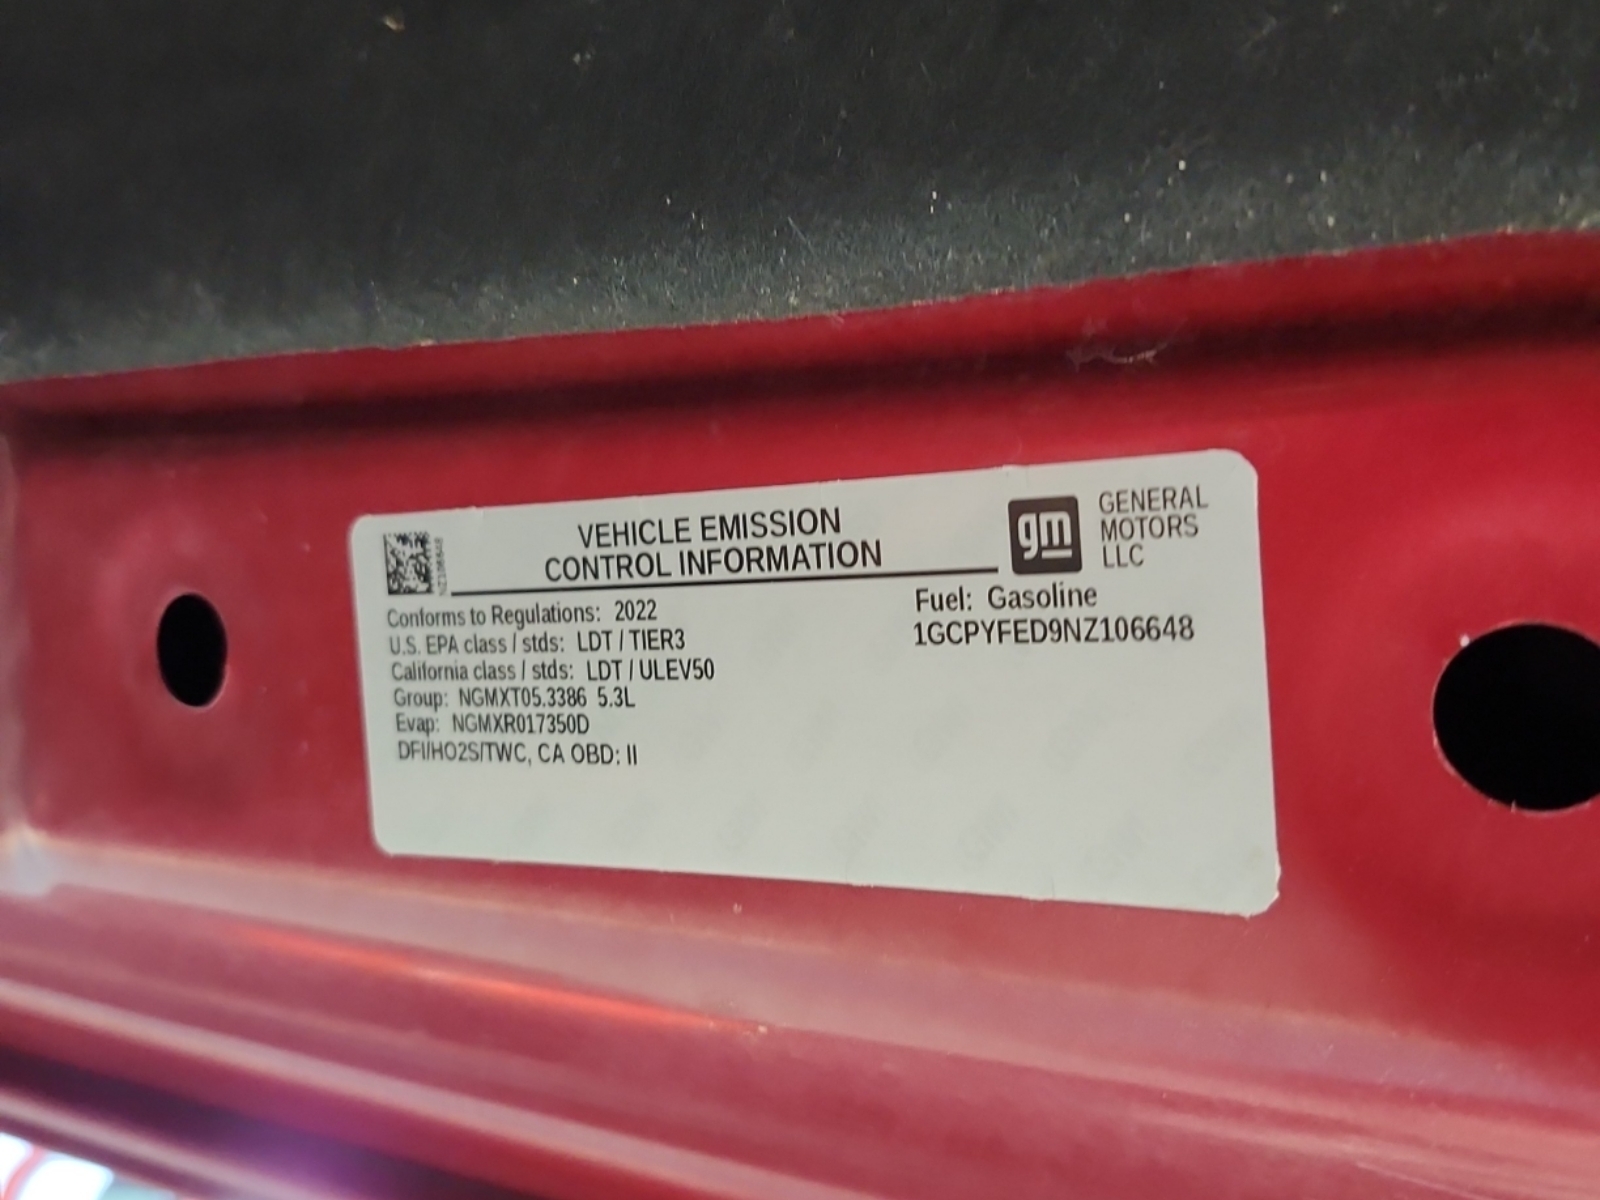 VEHICLE EMISSION
CONTROL INFORMATION
NZ106648
gm
GENERAL
MOTORS
LLC
Conforms to Regulations: 2022
U.S. EPA class / stds: LDT / TIER3
California class / stds: LDT / ULEV50
Group: NGMXT05.3386 5.3L
Evap: NGMXR017350D
DFI/HO2S/TWC, CA OBD: II
Fuel: Gasoline
1GCPYFED9NZ106648